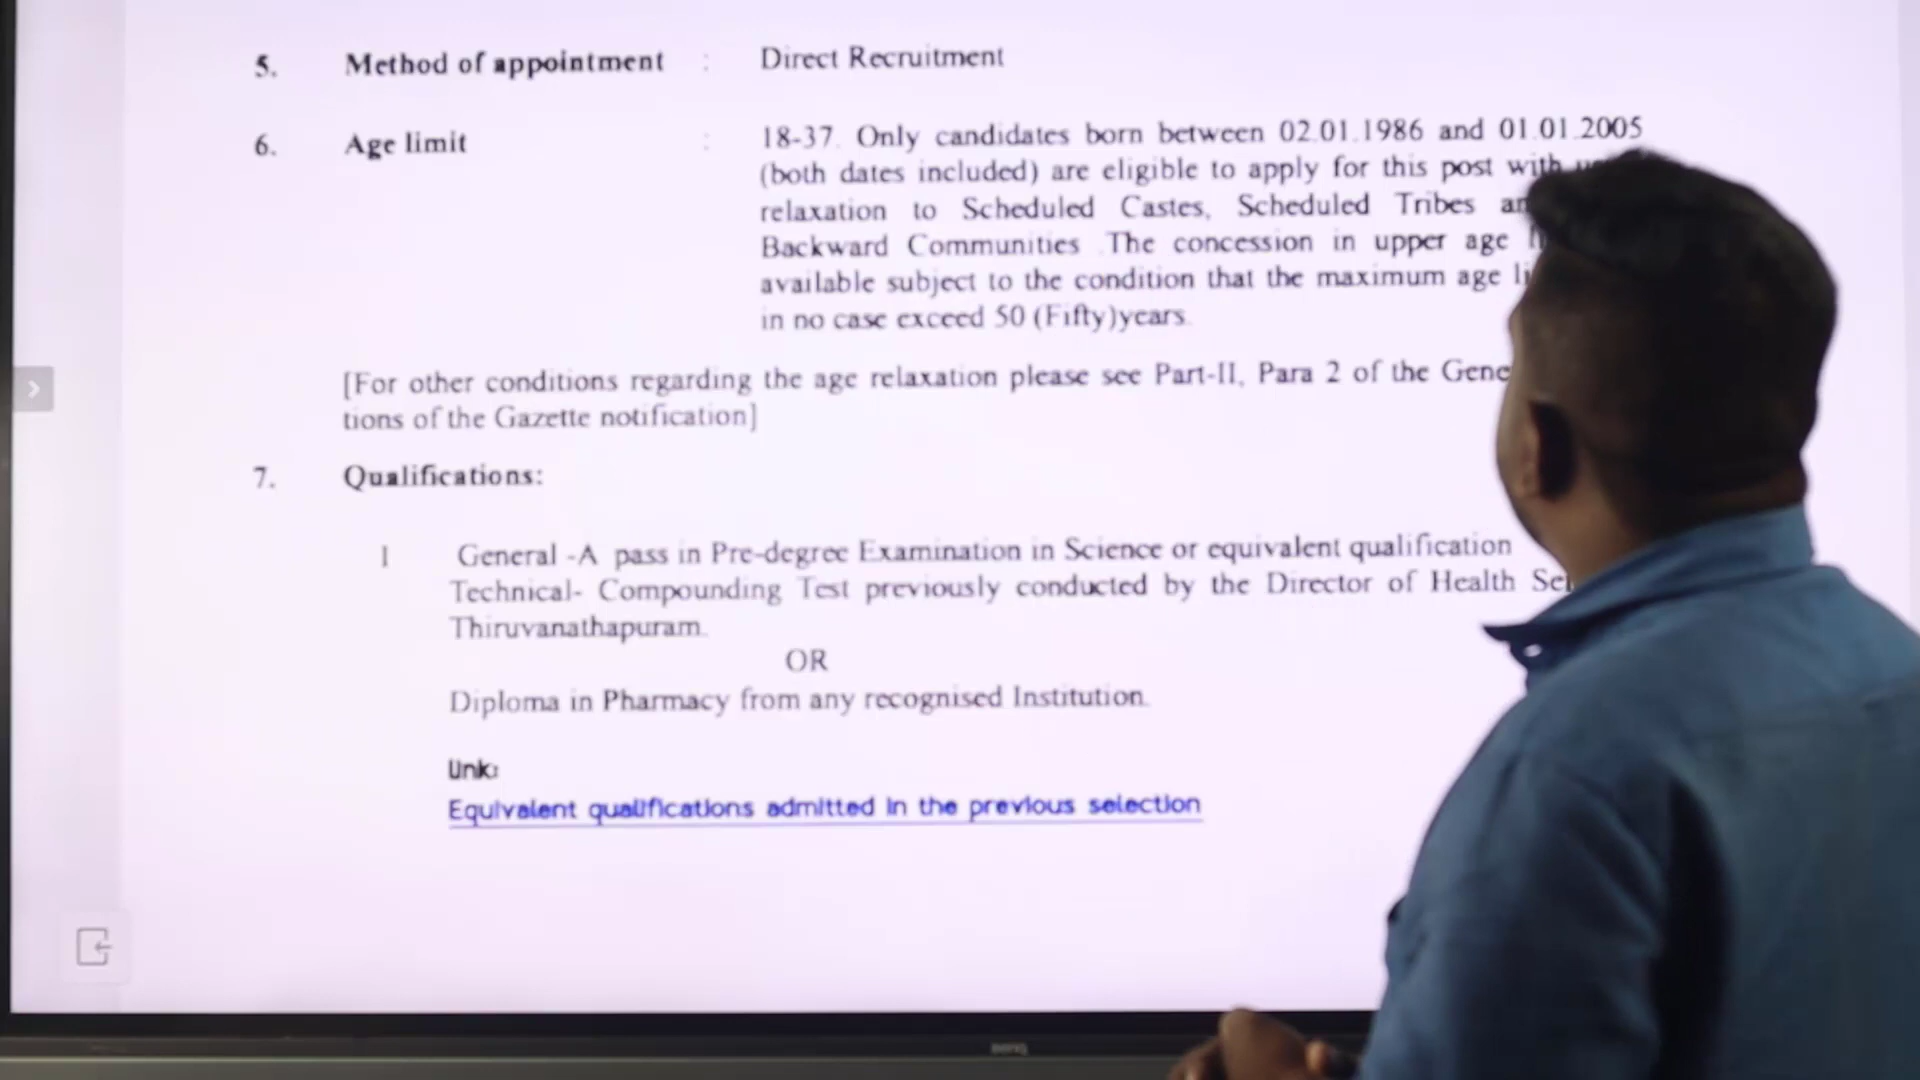 5. Method of appointment : Direct Recruitment
6. Age limit : 18-37. Only candidates born between 02.01.1986 and 01.01.2005
(both dates included) are eligible to apply for this post with
relaxation to Scheduled Castes, Scheduled Tribes
Backward Communities The concession in upper age
available subject to the condition that the maximum age
in no case exceed 50 (Fifty)years.
[For other conditions regarding the age relaxation please see Part-II, Para 2 of the
tions of the Gazette notification]
7. Qualifications:
1 General -A pass in Pre-degree Examination in Science or equivalent qualification
Technical- Compounding Test previously conducted by the Director of Health
Thiruvanathapuram.
OR
Diploma in Pharmacy from any recognised Institution.
Link:
Equivalent qualifications admitted in the previous selection
BenQ